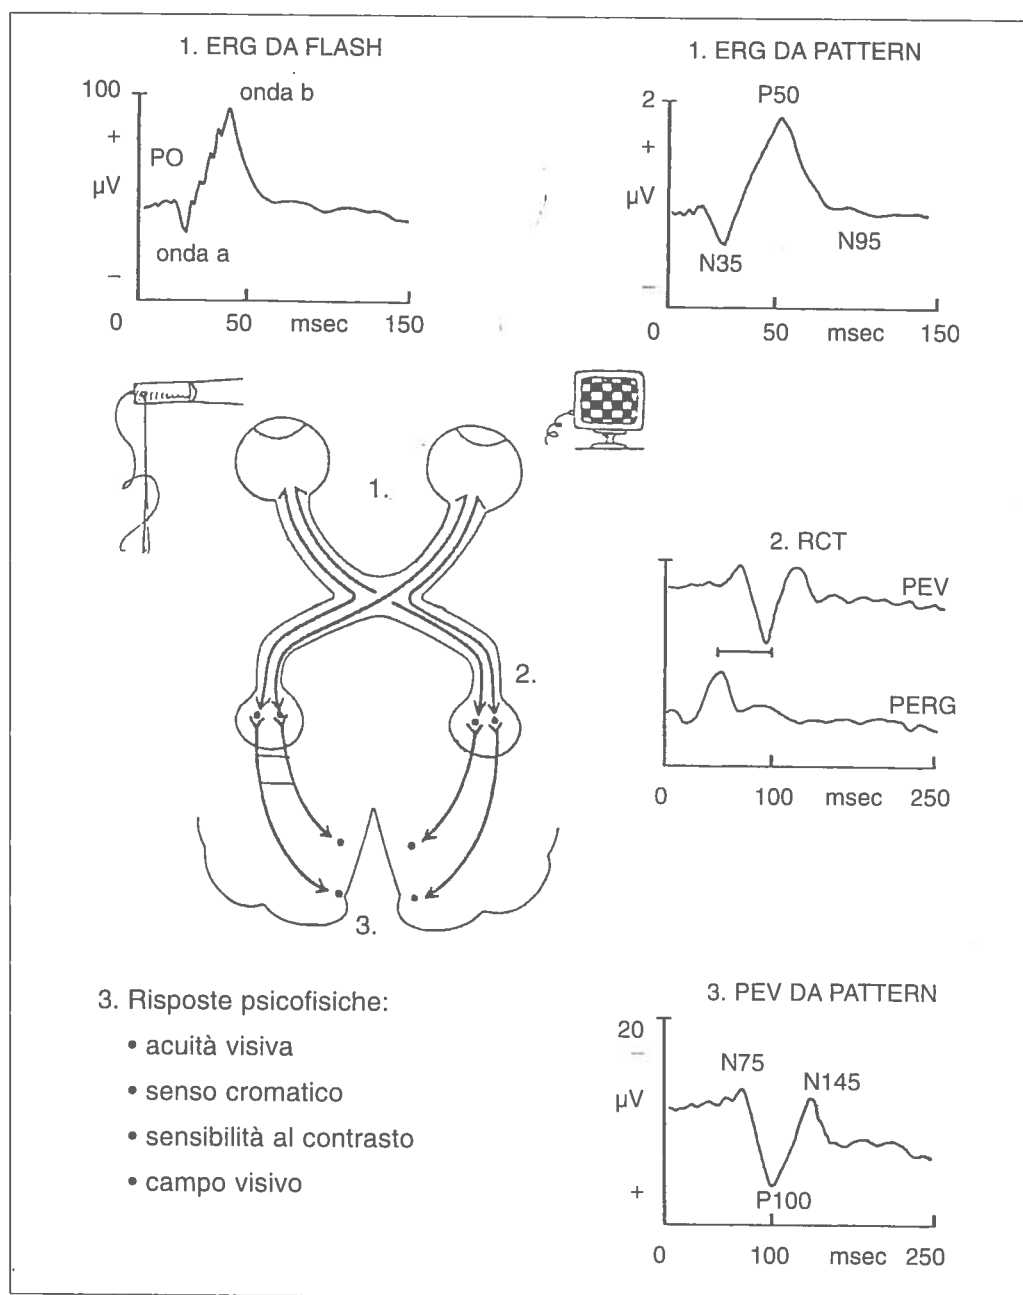 1. ERG DA FLASH
100
+
µV
–
PO
onda b
onda a
0 50 msec 150
1. ERG DA PATTERN
2
+
µV
–
P50
N35
N95
0 50 msec 150
1.
2.
3.
2. RCT
PEV
PERG
0 100 msec 250
3. Risposte psicofisiche:
• acuità visiva
• senso cromatico
• sensibilità al contrasto
• campo visivo
3. PEV DA PATTERN
20
–
µV
+
N75
N145
P100
0 100 msec 250